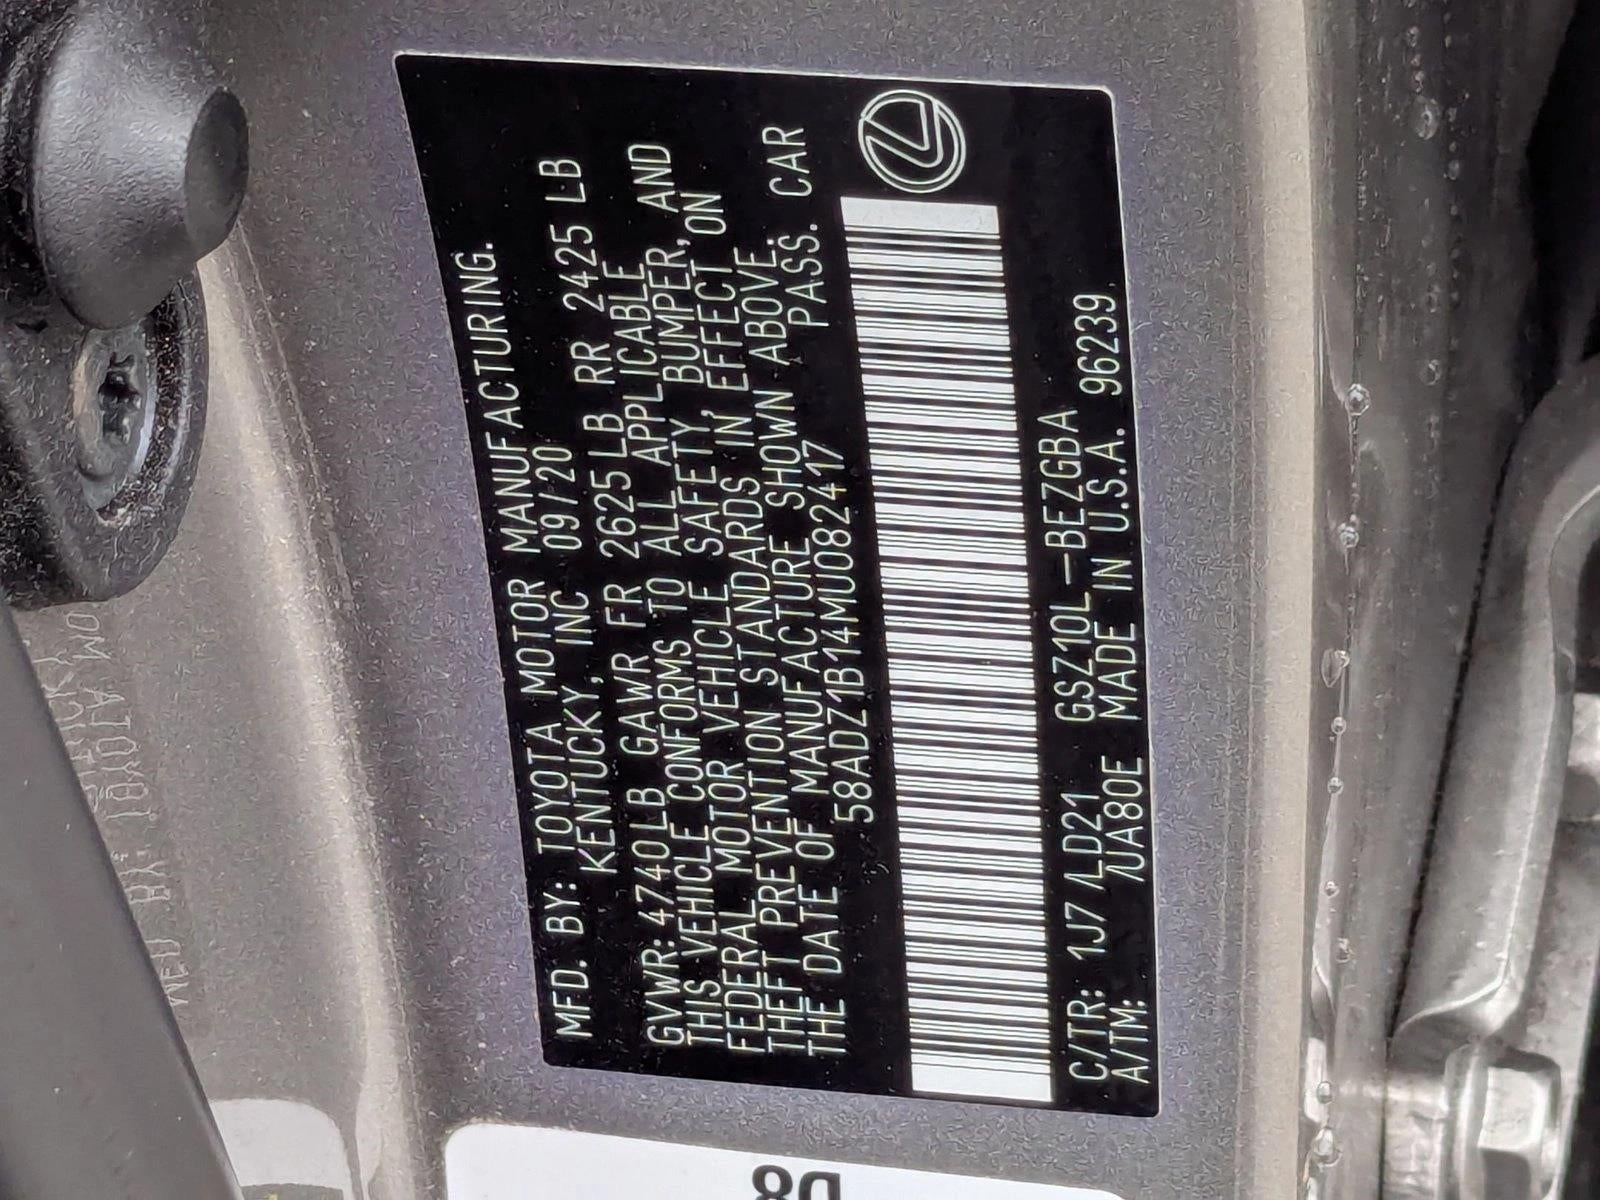 MFD. BY: TOYOTA MOTOR MANUFACTURING.
KENTUCKY, INC 09/20
GVWR: 4740LB GAWR FR 2625LB RR 2425 LB
THIS VEHICLE CONFORMS TO ALL APPLICABLE
FEDERAL MOTOR VEHICLE SAFETY, BUMPER, AND
THEFT PREVENTION STANDARDS IN EFFECT ON
THE DATE OF MANUFACTURE SHOWN ABOVE.
58ADZ1B14MU082417 PASS. CAR
C/TR: 1J7/LD21 GSZ10L-BEZGBA
A/TM: /UA80E MADE IN U.S.A. 96239
D8